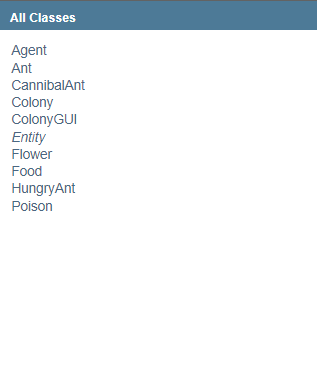 All Classes
Agent
Ant
CannibalAnt
Colony
ColonyGUI
Entity
Flower
Food
HungryAnt
Poison